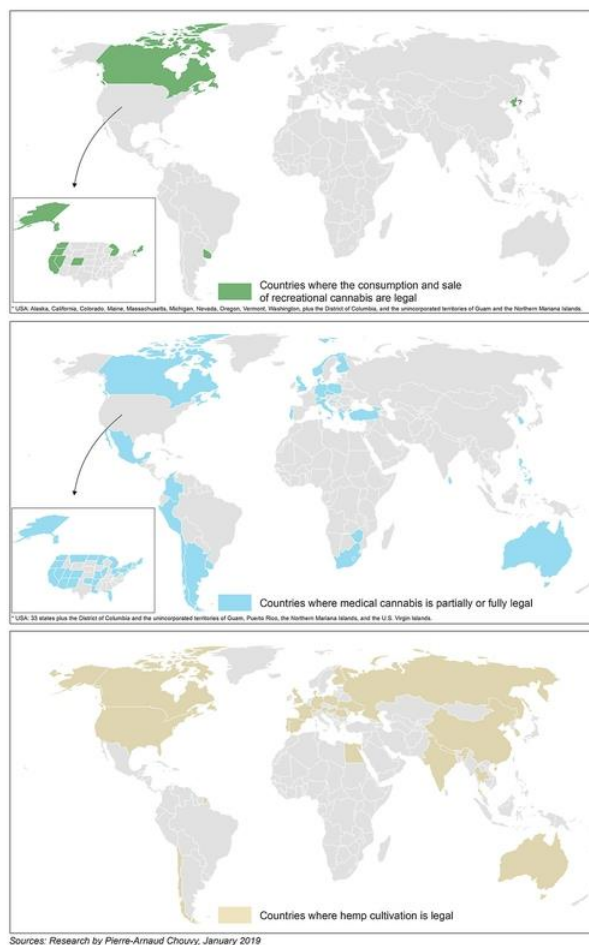 Countries where the consumption and sale
of recreational cannabis are legal
* USA: Alaska, California, Colorado, Maine, Massachusetts, Michigan, Nevada, Oregon, Vermont, Washington, plus the District of Columbia, and the unincorporated territories of Guam and the Northern Mariana Islands.
Countries where medical cannabis is partially or fully legal
* USA: 33 states plus the District of Columbia and the unincorporated territories of Guam, Puerto Rico, the Northern Mariana Islands, and the U.S. Virgin Islands.
Countries where hemp cultivation is legal
Sources: Research by Pierre-Arnaud Chouvy, January 2019